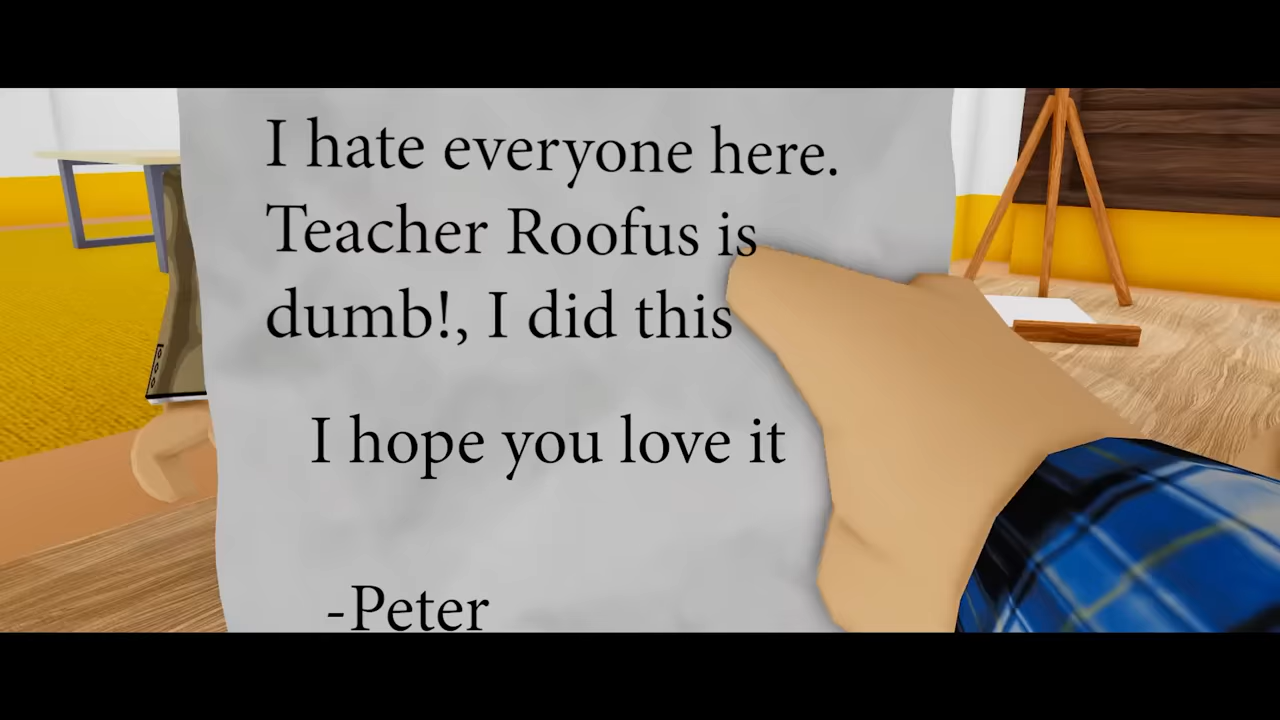 I hate everyone here.
Teacher Roofus is
dumb!, I did this
I hope you love it
-Peter